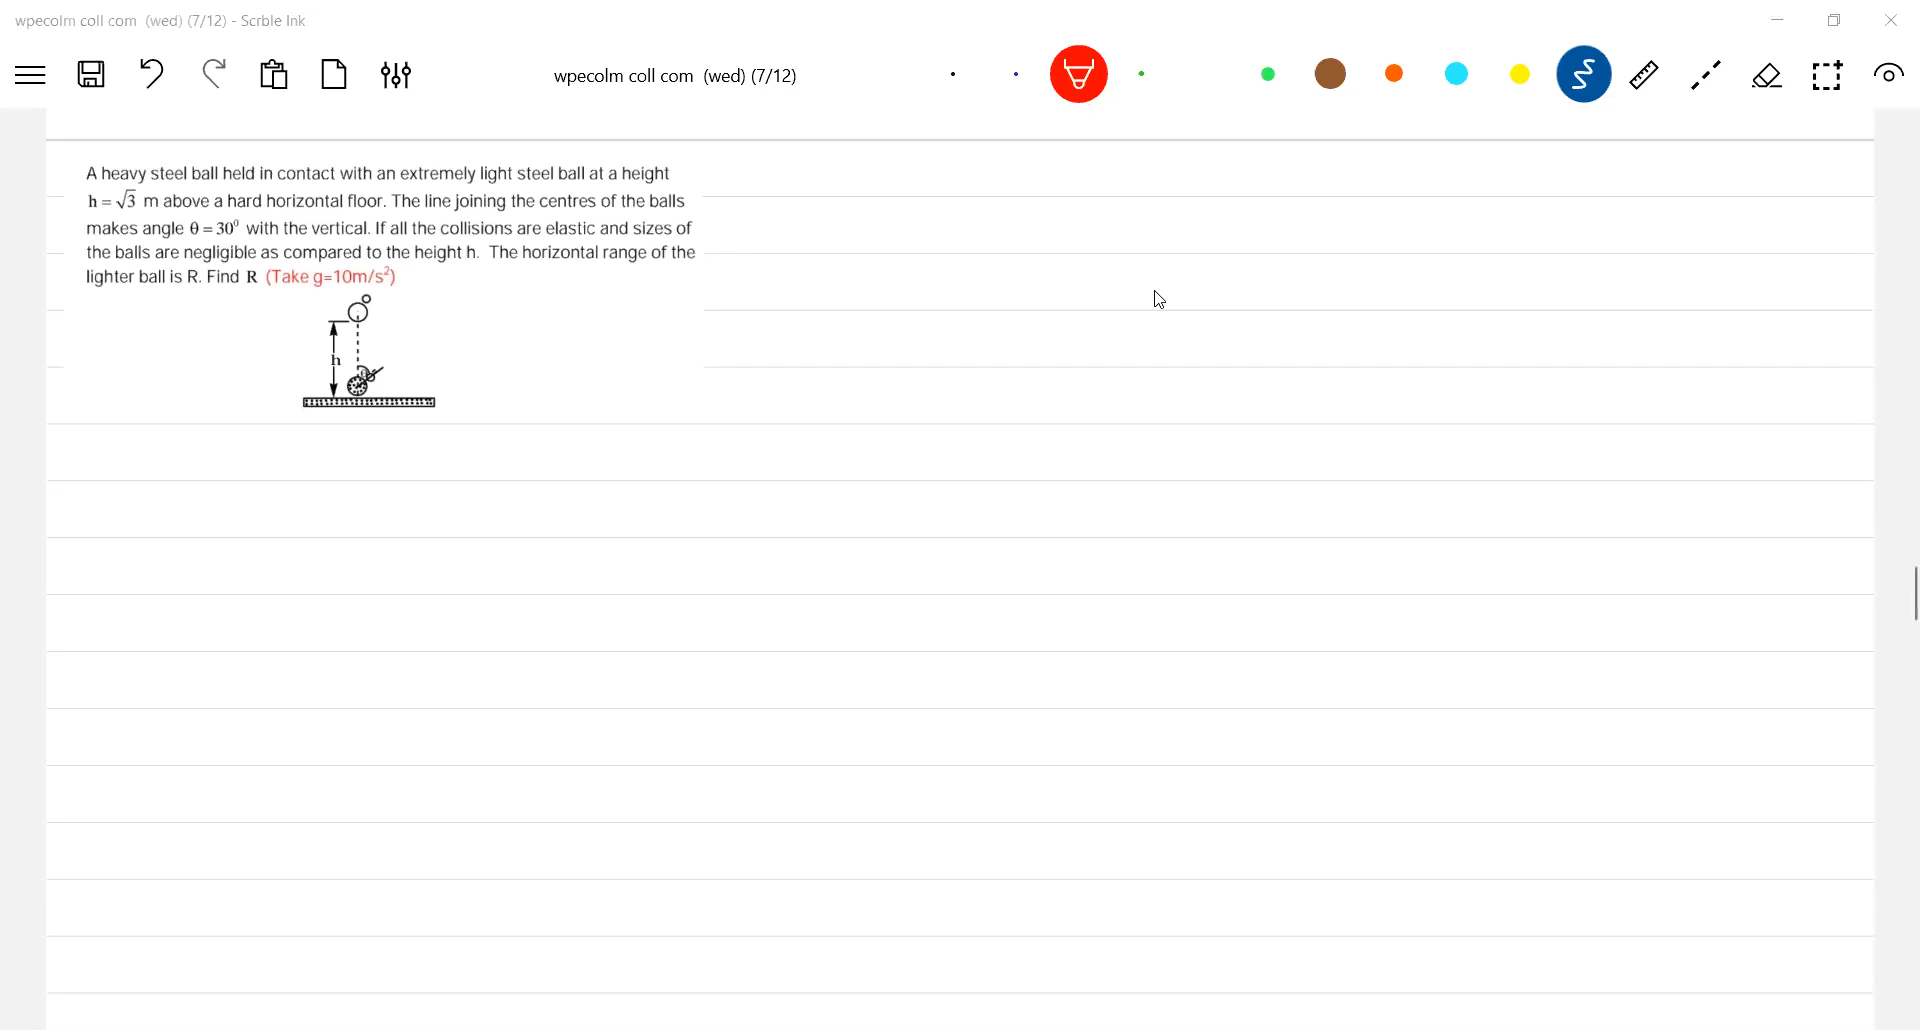 wpecolm coll com (wed) (7/12) - Scrble Ink
wpecolm coll com (wed) (7/12)
A heavy steel ball held in contact with an extremely light steel ball at a height
h = √3 m above a hard horizontal floor. The line joining the centres of the balls
makes angle θ = 30⁰ with the vertical. If all the collisions are elastic and sizes of
the balls are negligible as compared to the height h. The horizontal range of the
lighter ball is R. Find R (Take g=10m/s²)
h
θ